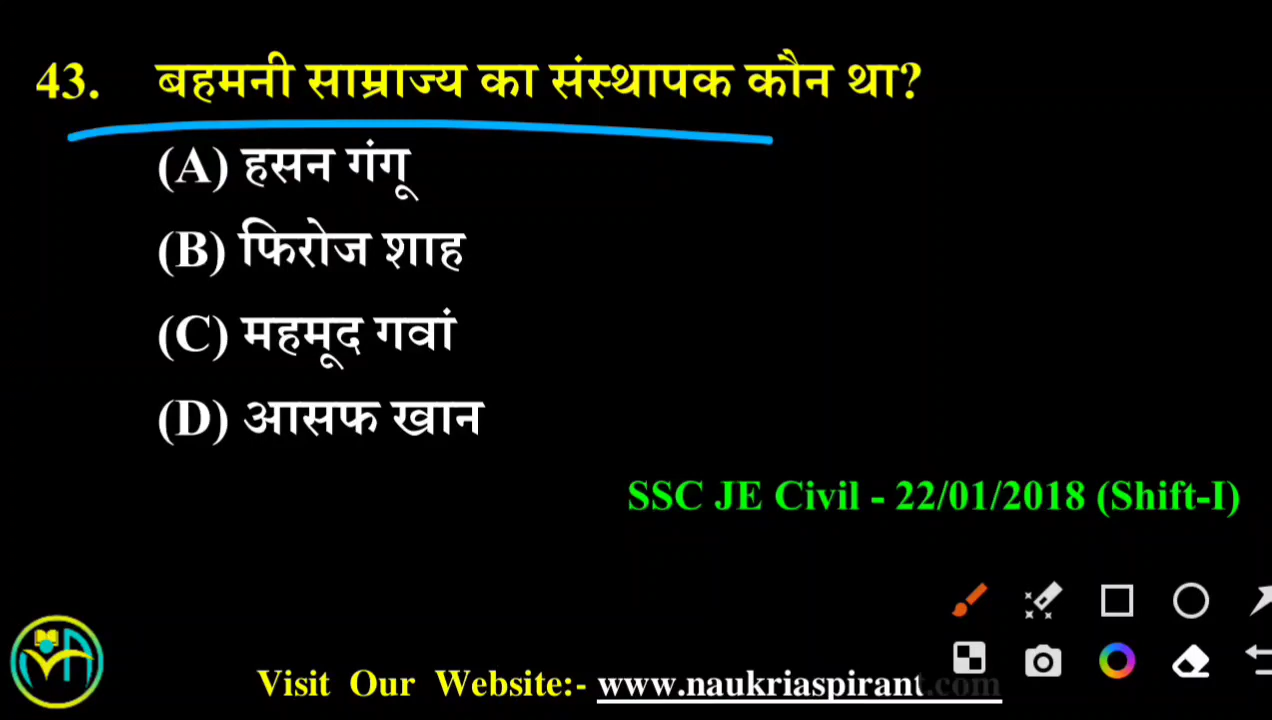 43. बहमनी साम्राज्य का संस्थापक कौन था?
(A) हसन गंगू
(B) फिरोज शाह
(C) महमूद गवां
(D) आसफ खान
SSC JE Civil - 22/01/2018 (Shift-I)
Visit Our Website:- www.naukriaspirant.com